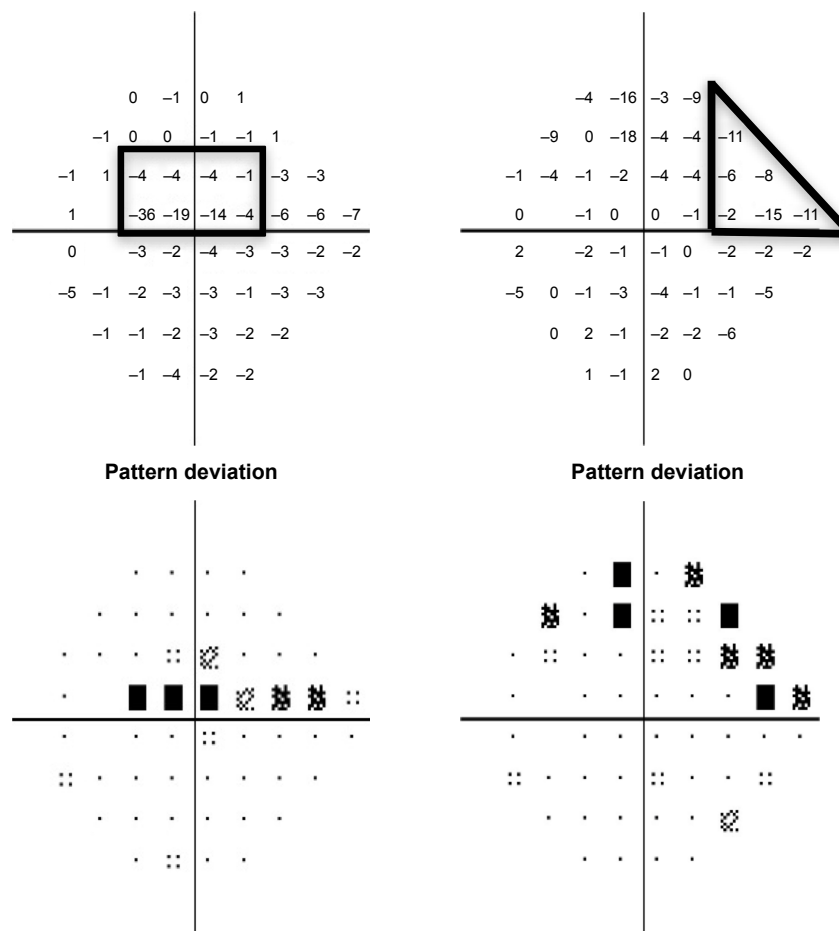 0 –1 0 1 –4 –16 –3 –9
–1 0 0 –1 –1 1 –9 0 –18 –4 –4 –11
–1 1 –4 –4 –4 –1 –3 –3 –1 –4 –1 –2 –4 –4 –6 –8
1 –36 –19 –14 –4 –6 –6 –7 0 –1 0 0 –1 –2 –15 –11
0 –3 –2 –4 –3 –3 –2 –2 2 –2 –1 –1 0 –2 –2 –2
–5 –1 –2 –3 –3 –1 –3 –3 –5 0 –1 –3 –4 –1 –1 –5
–1 –1 –2 –3 –2 –2 0 2 –1 –2 –2 –6
–1 –4 –2 –2 1 –1 2 0
Pattern deviation Pattern deviation